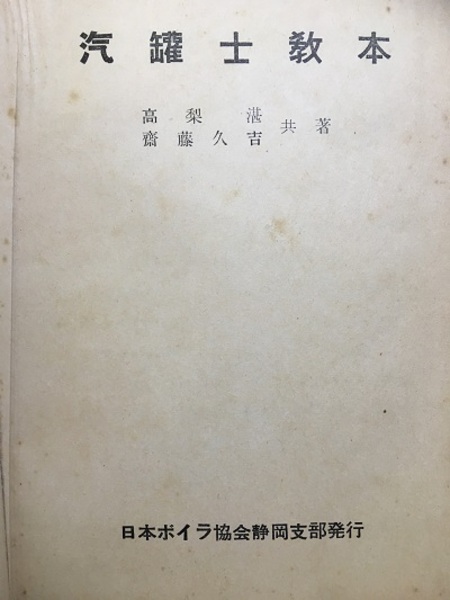 汽罐士教本
高梨湛
齋藤久吉 共著
日本ボイラ協会静岡支部発行